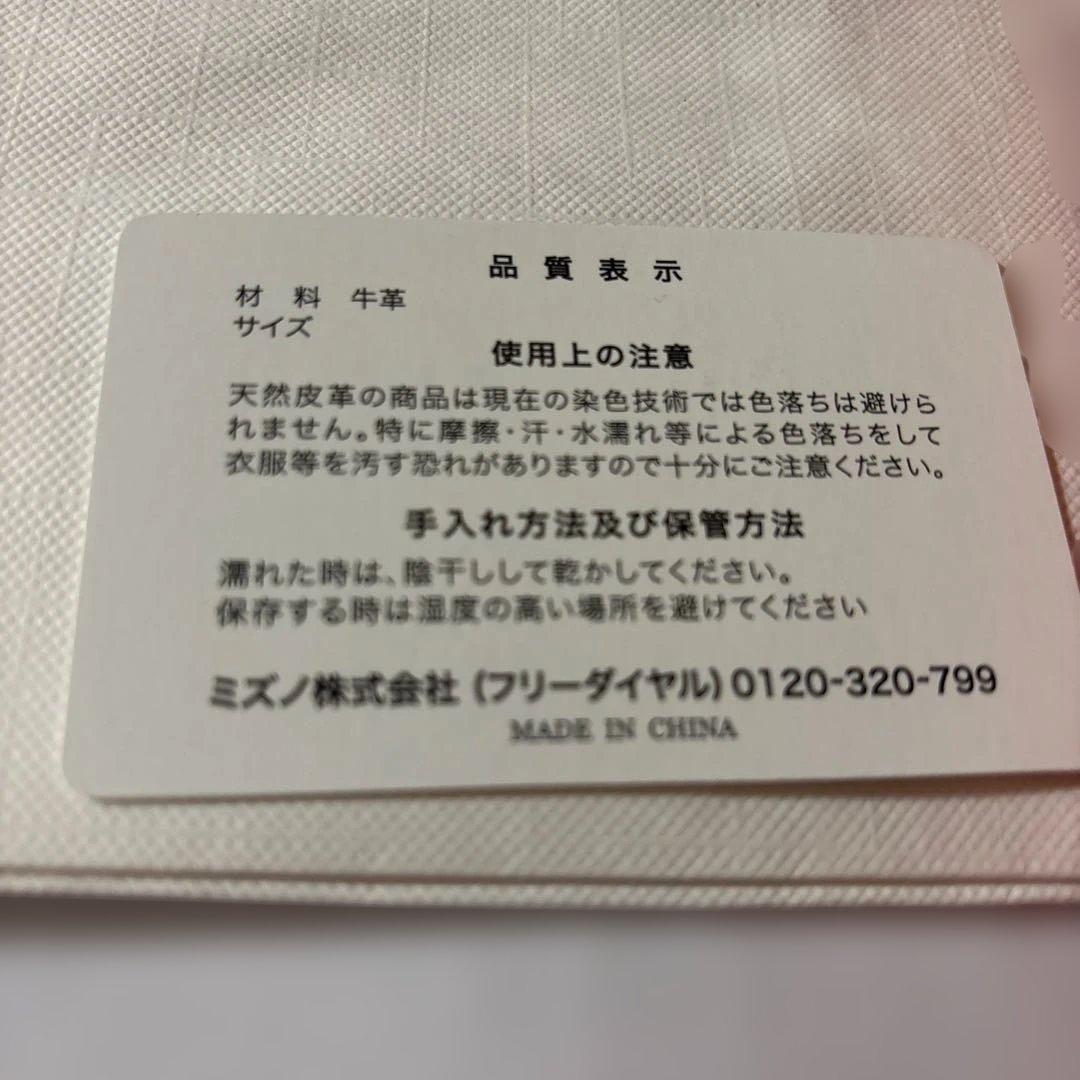 品質表示
材 料 牛革
サイズ
使用上の注意
天然皮革の商品は現在の染色技術では色落ちは避けら
れません。特に摩擦・汗・水濡れ等による色落ちをして
衣服等を汚す恐れがありますので十分にご注意ください。
手入れ方法及び保管方法
濡れた時は、陰干しして乾かしてください。
保存する時は湿度の高い場所を避けてください
ミズノ株式会社(フリーダイヤル)0120-320-799
MADE IN CHINA